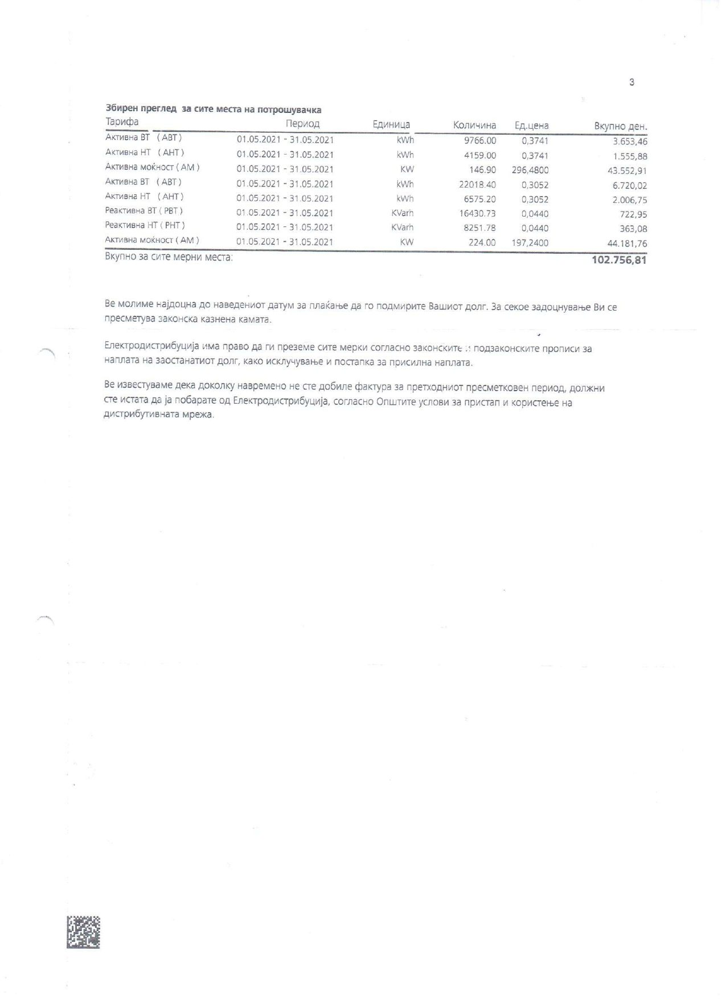 3
Збирен преглед за сите места на потрошувачка
Тарифа Период Единица Количина Ед.цена Вкупно ден.
Активна ВТ ( АВТ ) 01.05.2021 - 31.05.2021 kWh 9766.00 0,3741 3.653,46
Активна НТ ( АНТ ) 01.05.2021 - 31.05.2021 kWh 4159.00 0,3741 1.555,88
Активна моќност ( АМ ) 01.05.2021 - 31.05.2021 KW 146.90 296,4800 43.552,91
Активна ВТ ( АВТ ) 01.05.2021 - 31.05.2021 kWh 22018.40 0,3052 6.720,02
Активна НТ ( АНТ ) 01.05.2021 - 31.05.2021 kWh 6575.20 0,3052 2.006,75
Реактивна ВТ ( РВТ ) 01.05.2021 - 31.05.2021 KVarh 16430.73 0,0440 722,95
Реактивна НТ ( РНТ ) 01.05.2021 - 31.05.2021 KVarh 8251.78 0,0440 363,08
Активна моќност ( АМ ) 01.05.2021 - 31.05.2021 KW 224.00 197,2400 44.181,76
Вкупно за сите мерни места: 102.756,81
Ве молиме најдоцна до наведениот датум за плаќање да го подмирите Вашиот долг. За секое задоцнување Ви се
пресметува законска казнена камата.
Електродистрибуција има право да ги преземе сите мерки согласно законските и подзаконските прописи за
наплата на заостанатиот долг, како исклучување и постапка за присилна наплата.
Ве известуваме дека доколку навремено не сте добиле фактура за претходниот пресметковен период, должни
сте истата да ја побарате од Електродистрибуција, согласно Општите услови за пристап и користење на
дистрибутивната мрежа.